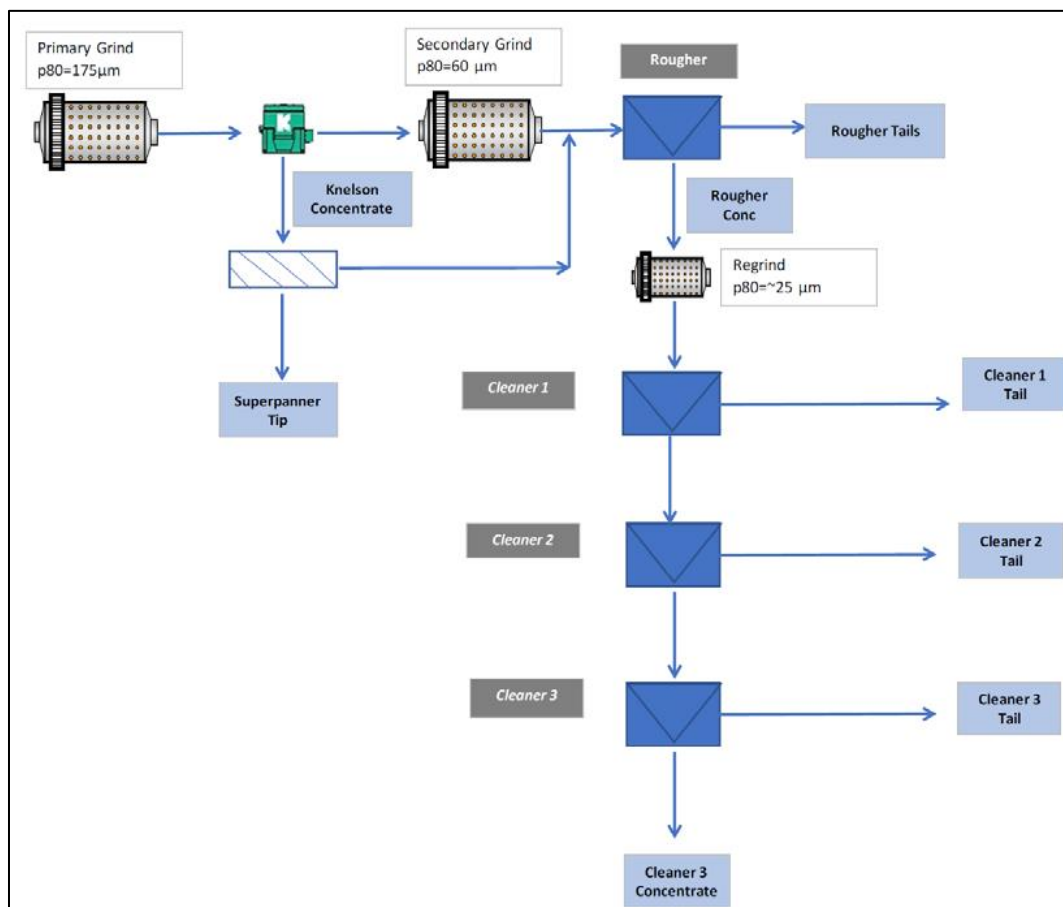 Primary Grind
p80=175µm
Secondary Grind
p80=60 µm
Rougher
K
Rougher Tails
Knelson
Concentrate
Rougher
Conc
Regrind
p80=~25 µm
Superpanner
Tip
Cleaner 1
Cleaner 1
Tail
Cleaner 2
Cleaner 2
Tail
Cleaner 3
Cleaner 3
Tail
Cleaner 3
Concentrate